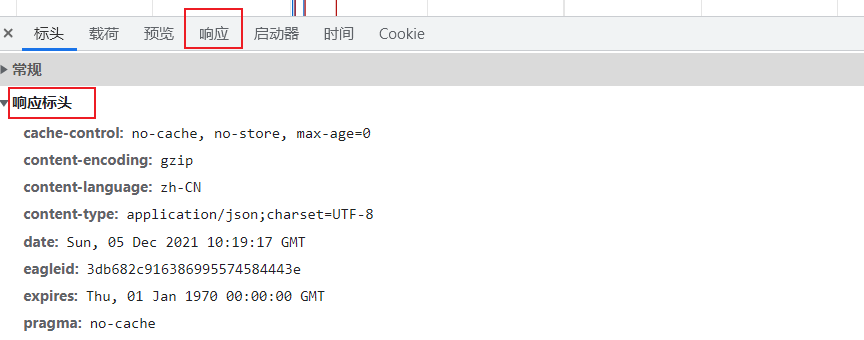 × 标头 载荷 预览 响应 启动器 时间 Cookie
常规
响应标头
cache-control: no-cache, no-store, max-age=0
content-encoding: gzip
content-language: zh-CN
content-type: application/json;charset=UTF-8
date: Sun, 05 Dec 2021 10:19:17 GMT
eagleid: 3db682c916386995574584443e
expires: Thu, 01 Jan 1970 00:00:00 GMT
pragma: no-cache